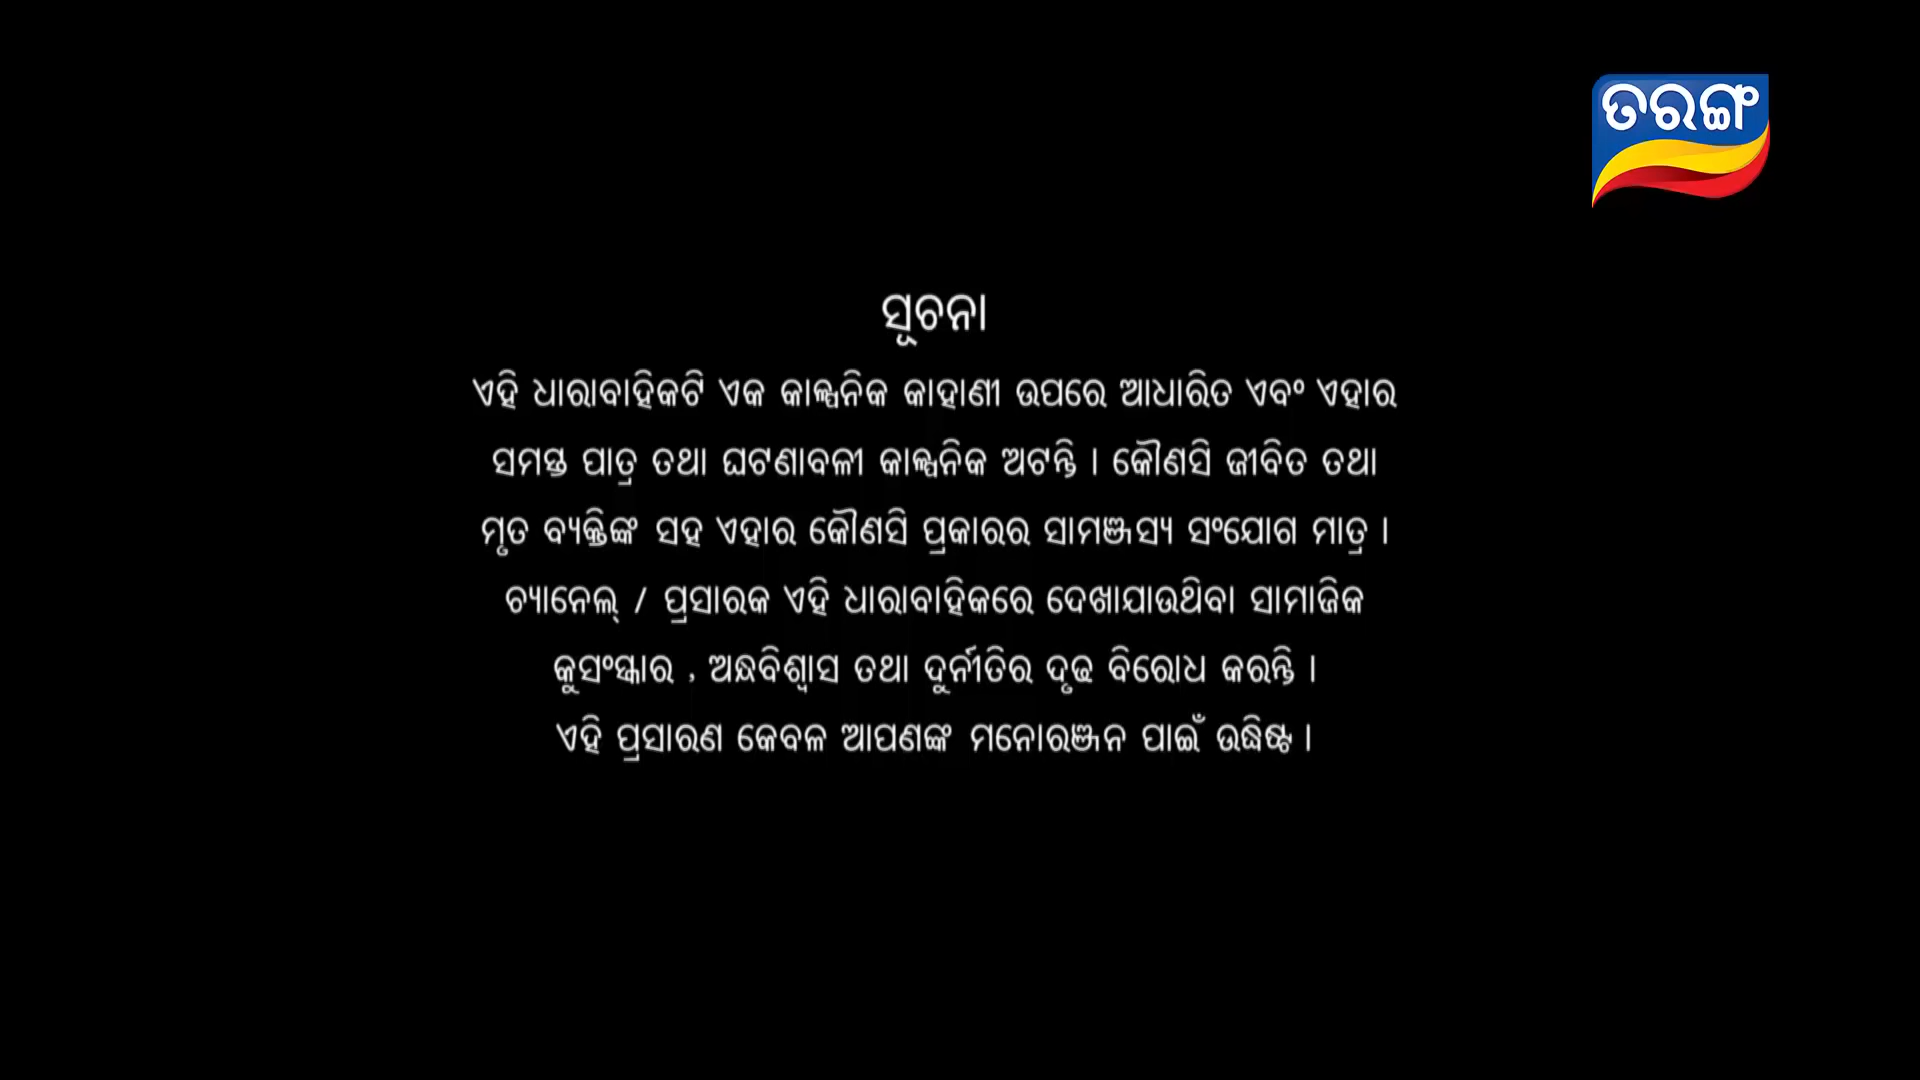 ତରଙ୍ଗ
ସୂଚନା
ଏହି ଧାରାବାହିକଟି ଏକ କାଳ୍ପନିକ କାହାଣୀ ଉପରେ ଆଧାରିତ ଏବଂ ଏହାର
ସମସ୍ତ ପାତ୍ର ତଥା ଘଟଣାବଳୀ କାଳ୍ପନିକ ଅଟନ୍ତି । କୌଣସି ଜୀବିତ ତଥା
ମୃତ ବ୍ୟକ୍ତିଙ୍କ ସହ ଏହାର କୌଣସି ପ୍ରକାରର ସାମଞ୍ଜସ୍ୟ ସଂଯୋଗ ମାତ୍ର ।
ଚ୍ୟାନେଲ୍ / ପ୍ରସାରକ ଏହି ଧାରାବାହିକରେ ଦେଖାଯାଉଥିବା ସାମାଜିକ
କୁସଂସ୍କାର , ଅନ୍ଧବିଶ୍ୱାସ ତଥା ଦୁର୍ନୀତିର ଦୃଢ ବିରୋଧ କରନ୍ତି ।
ଏହି ପ୍ରସାରଣ କେବଳ ଆପଣଙ୍କ ମନୋରଞ୍ଜନ ପାଇଁ ଉଦ୍ଧିଷ୍ଟ ।